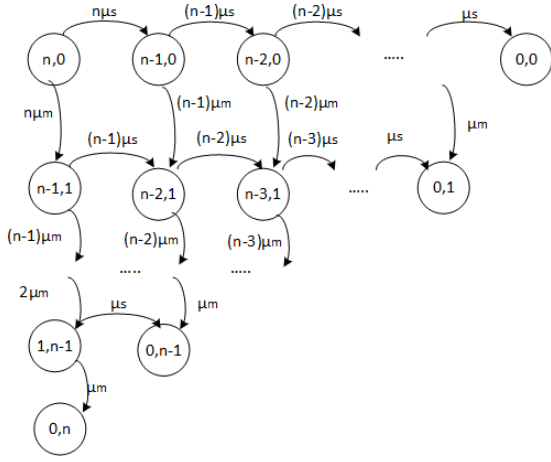 nμs (n-1)μs (n-2)μs μs
n,0 n-1,0 n-2,0 ..... 0,0
nμm (n-1)μm (n-2)μm μm
(n-1)μs (n-2)μs (n-3)μs μs
n-1,1 n-2,1 n-3,1 ..... 0,1
(n-1)μm (n-2)μm (n-3)μm
..... .....
2μm μs μm
1,n-1 0,n-1
μm
0,n